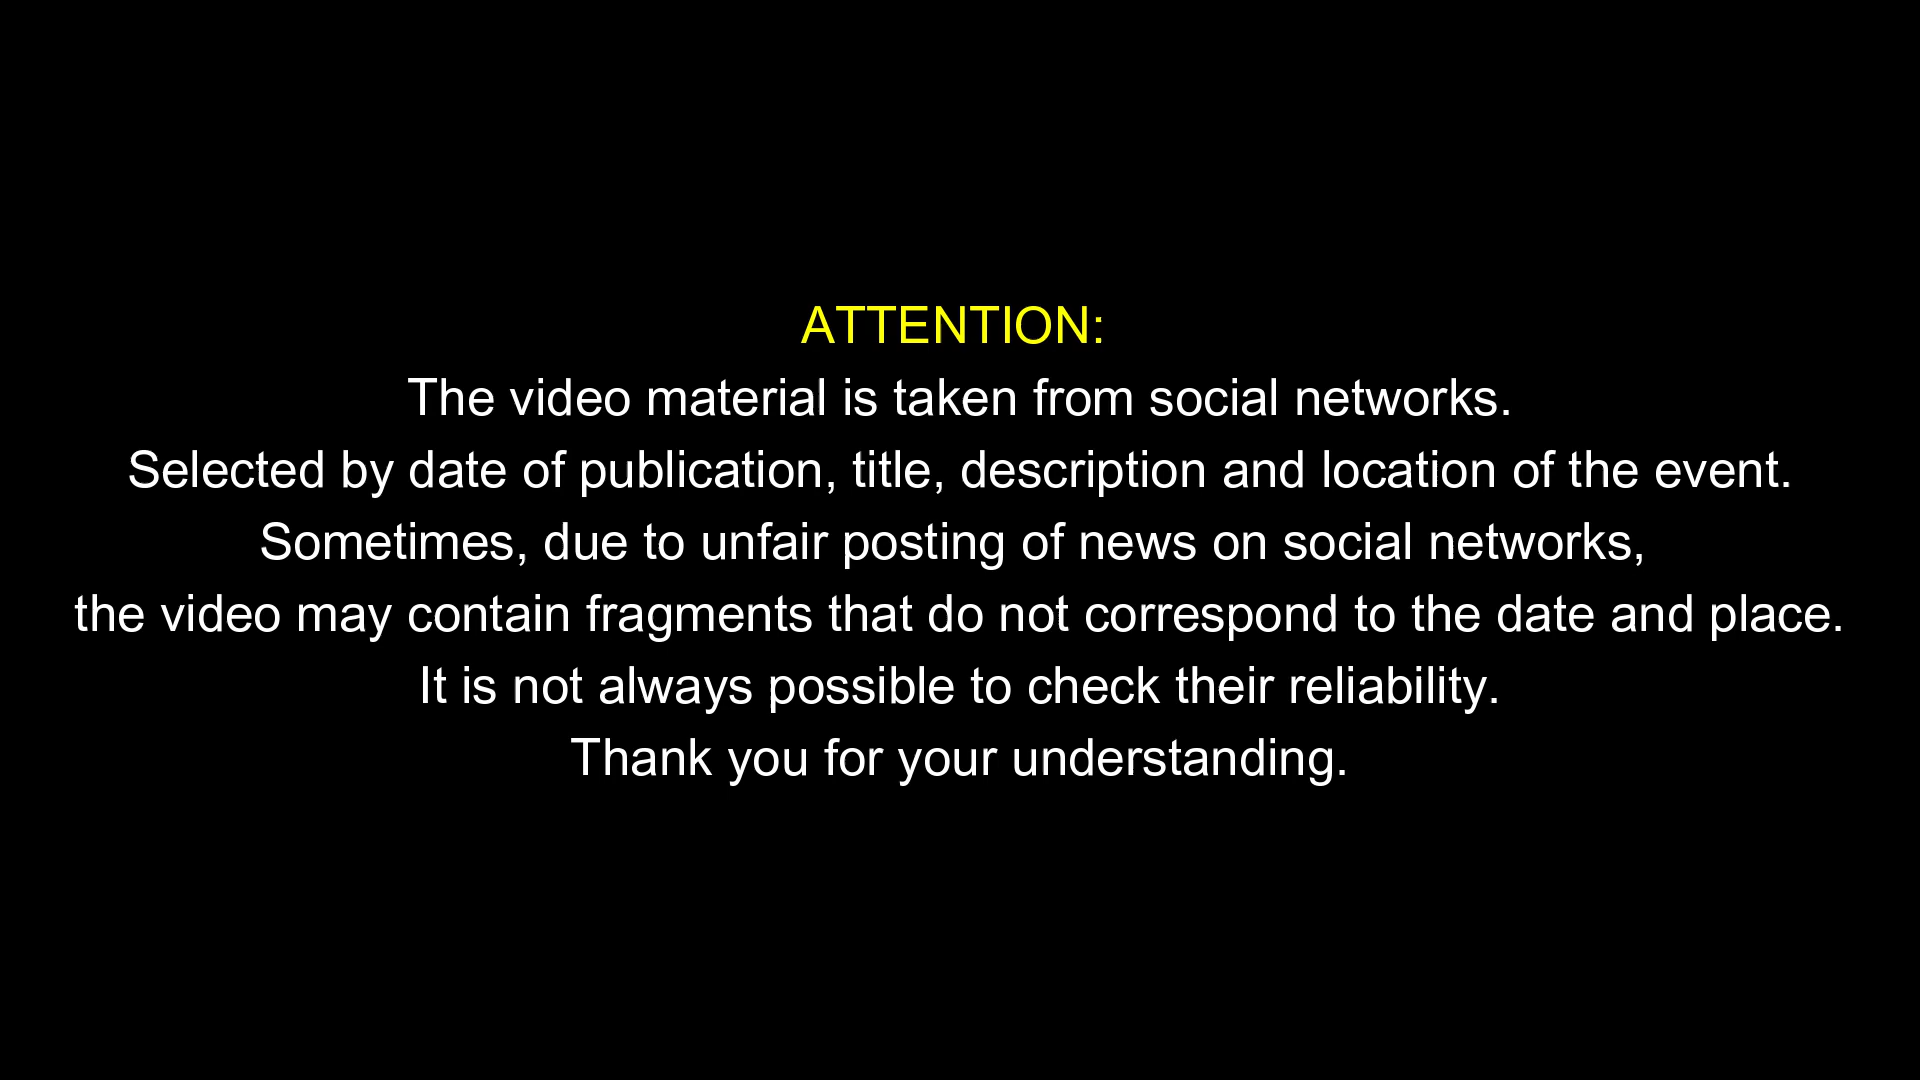 ATTENTION:
The video material is taken from social networks.
Selected by date of publication, title, description and location of the event.
Sometimes, due to unfair posting of news on social networks,
the video may contain fragments that do not correspond to the date and place.
It is not always possible to check their reliability.
Thank you for your understanding.